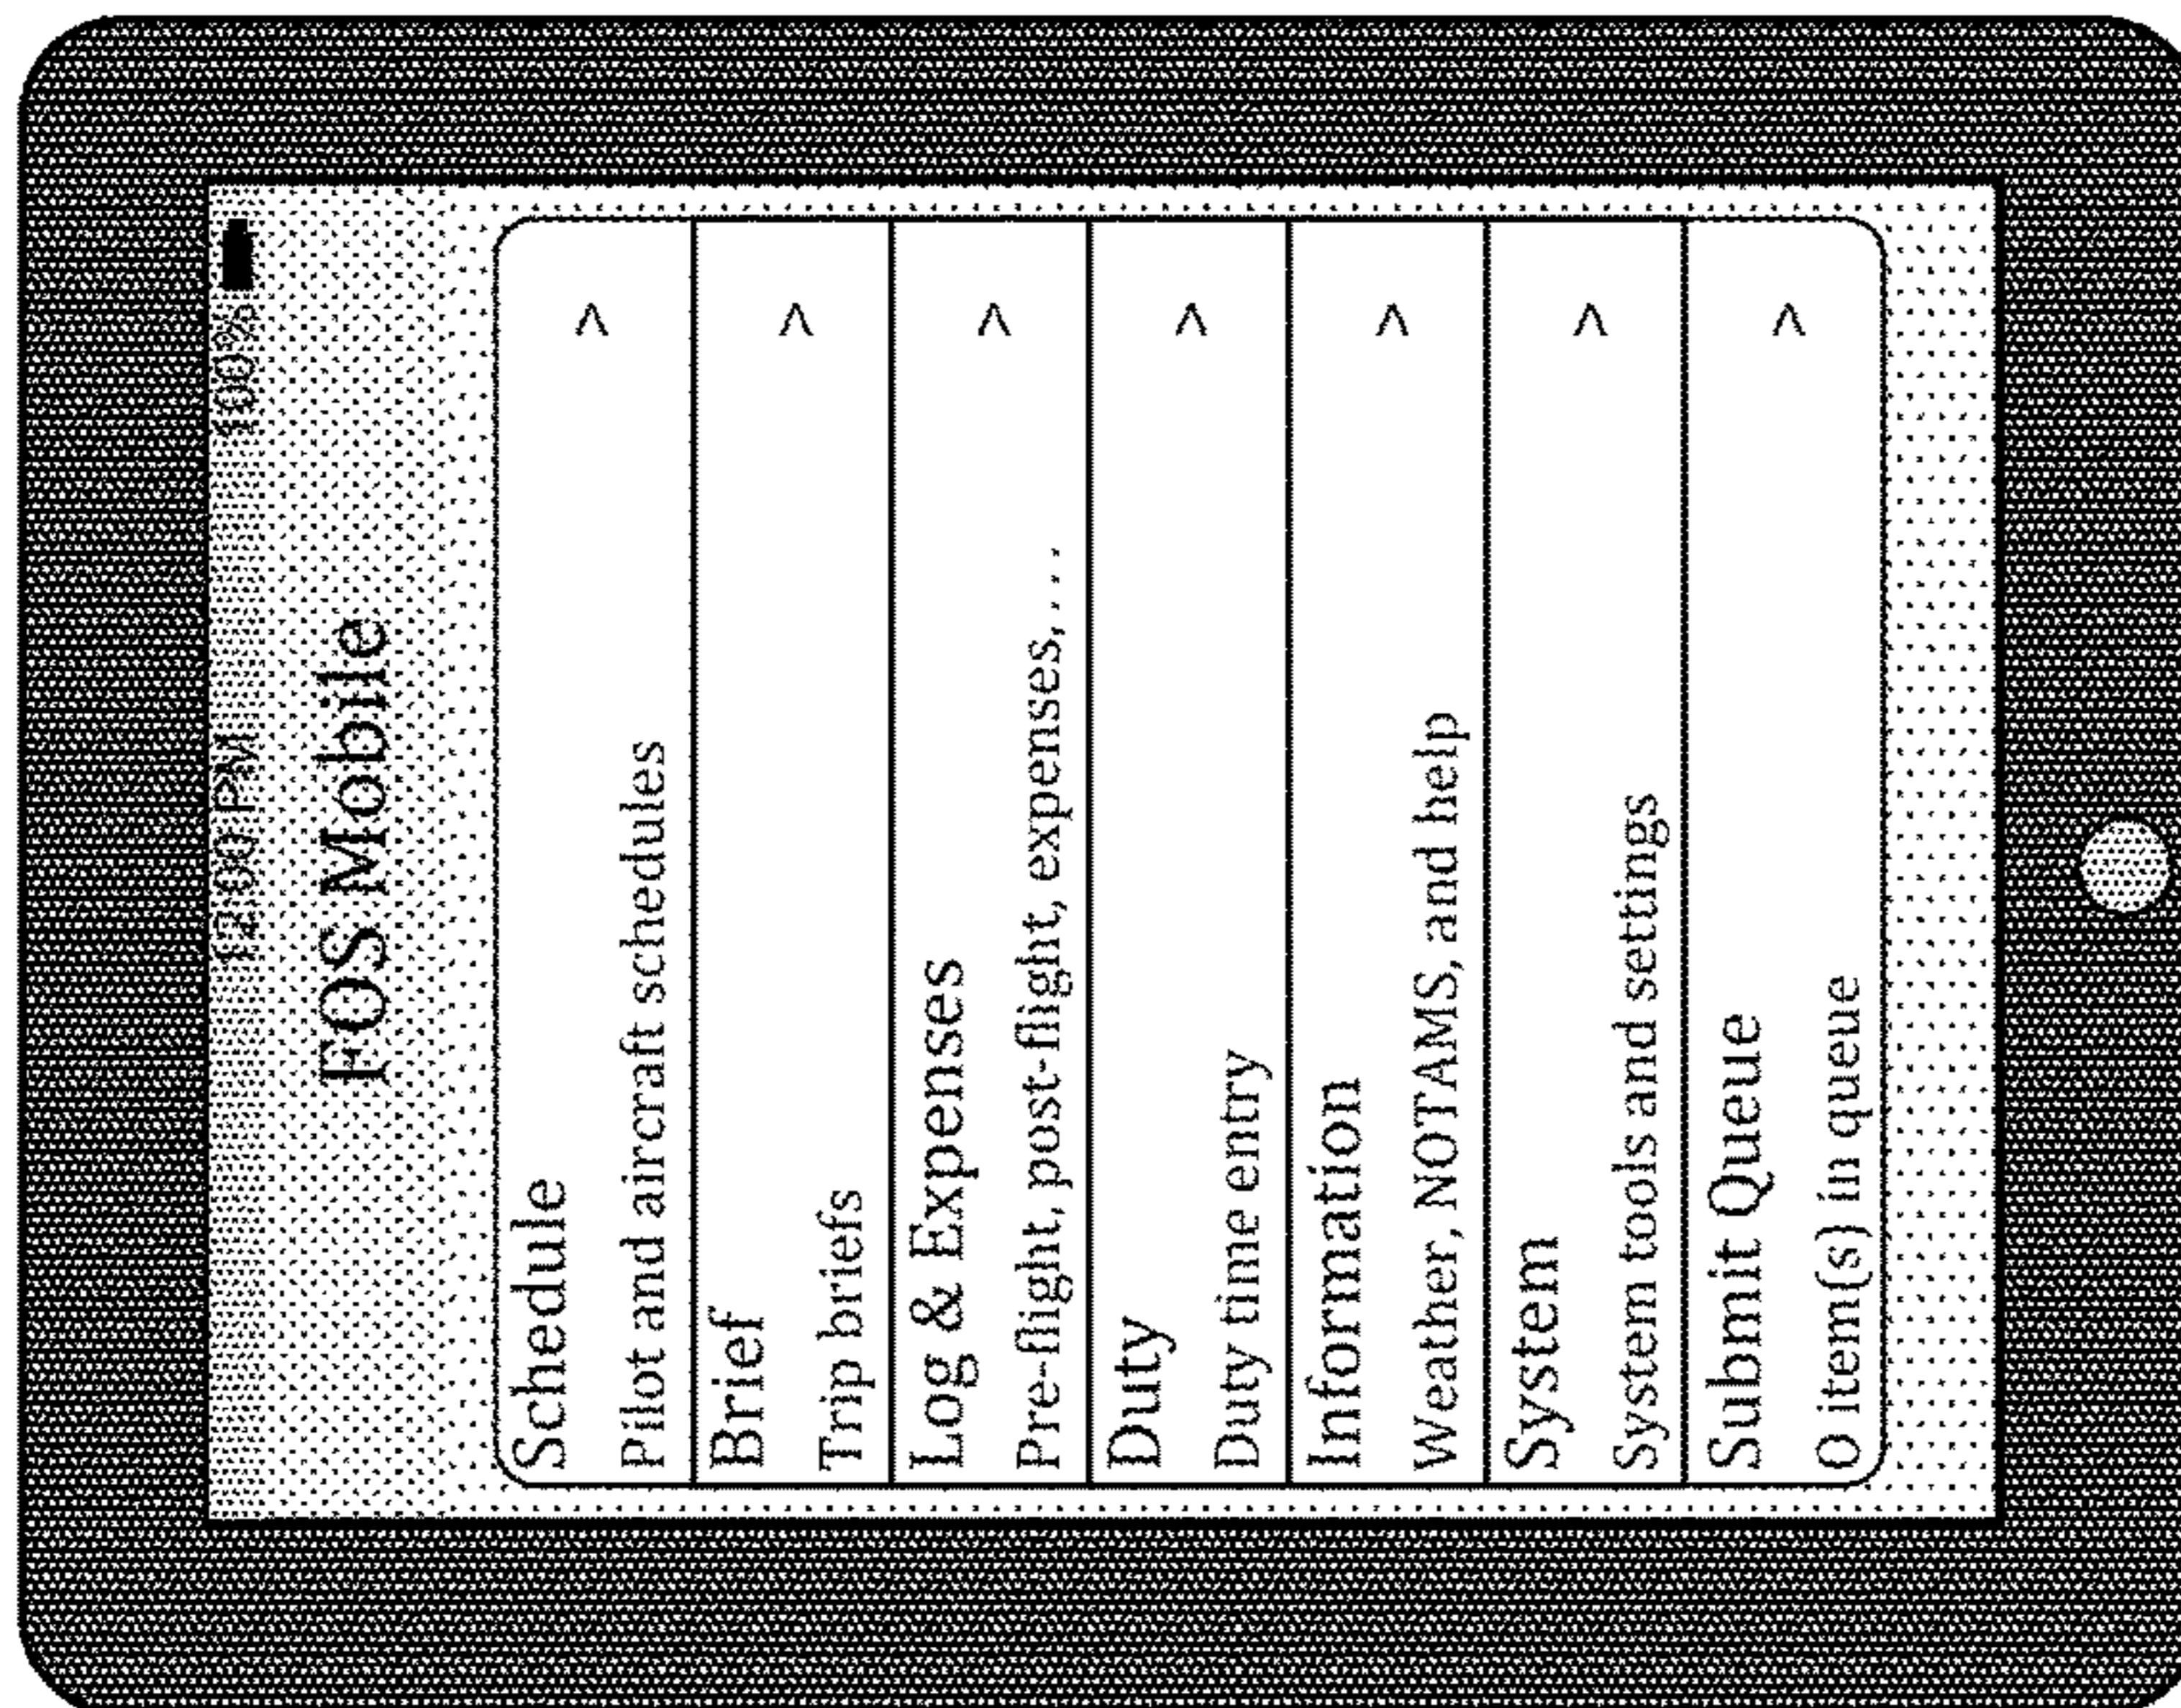 12:00 PM 100%
FOS Mobile
Schedule >
Pilot and aircraft schedules
Brief >
Trip briefs
Log & Expenses >
Pre-flight, post-flight, expenses,...
Duty >
Duty time entry
Information >
Weather, NOTAMS, and help
System >
System tools and settings
Submit Queue >
O item(s) in queue